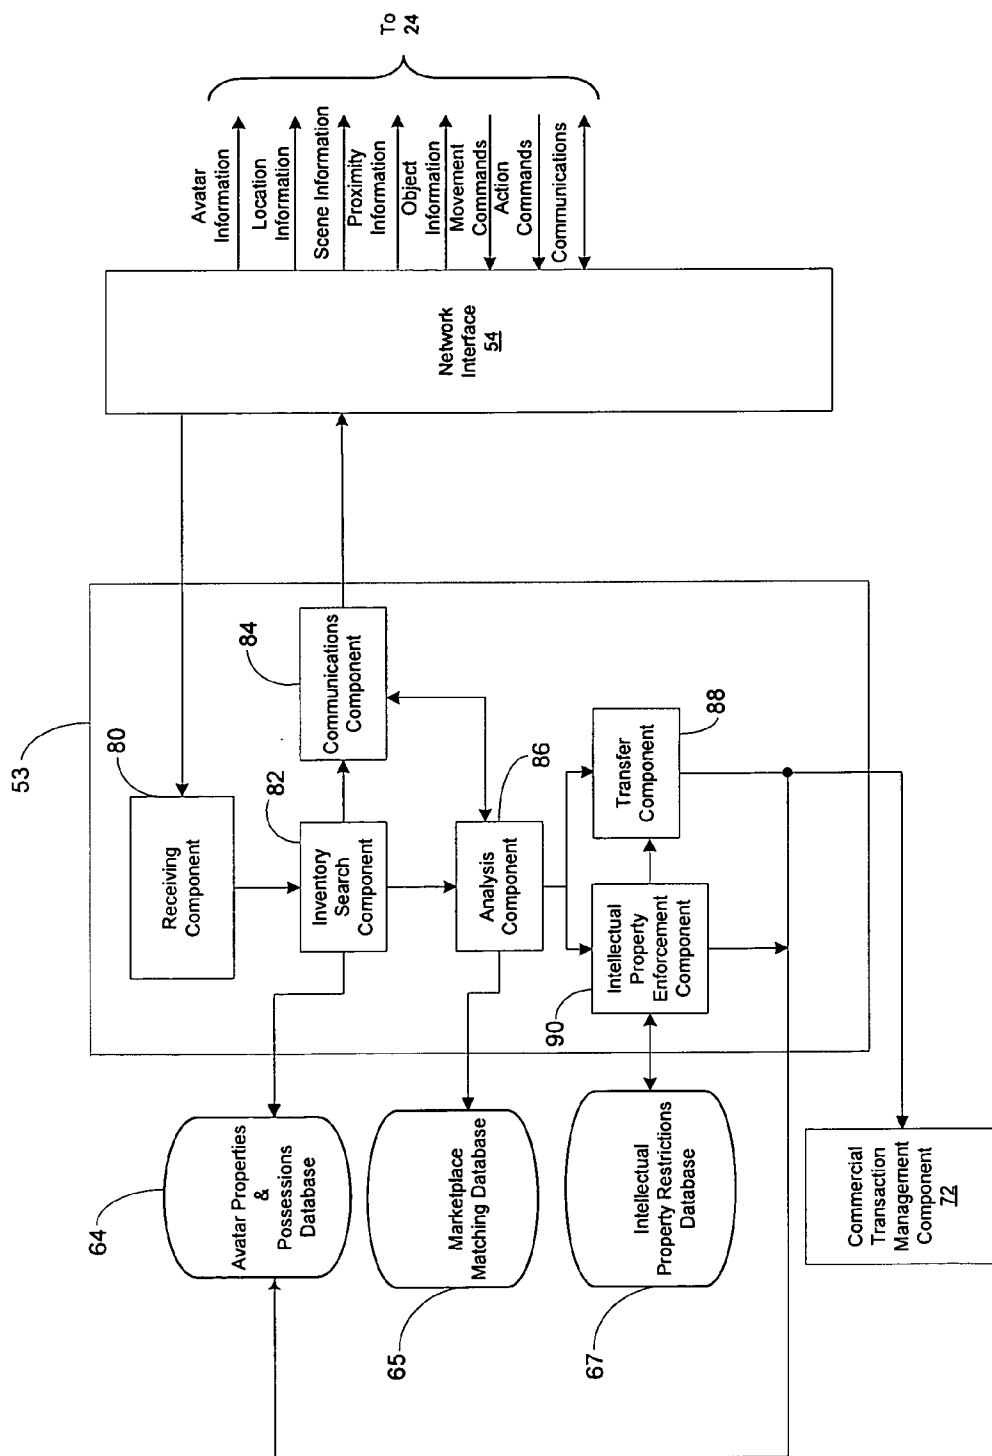 To
24
Avatar
Information
Location
Information
Scene Information
Proximity
Information
Object
Information
Movement
Commands
Action
Commands
Communications
Network
Interface
54
53
80
Receiving
Component
82
Inventory
Search
Component
84
Communications
Component
86
Analysis
Component
88
Transfer
Component
90
Intellectual
Property
Enforcement
Component
64
Avatar Properties
&
Possessions
Database
65
Marketplace
Matching Database
67
Intellectual
Property Restrictions
Database
Commercial
Transaction
Management
Component
72